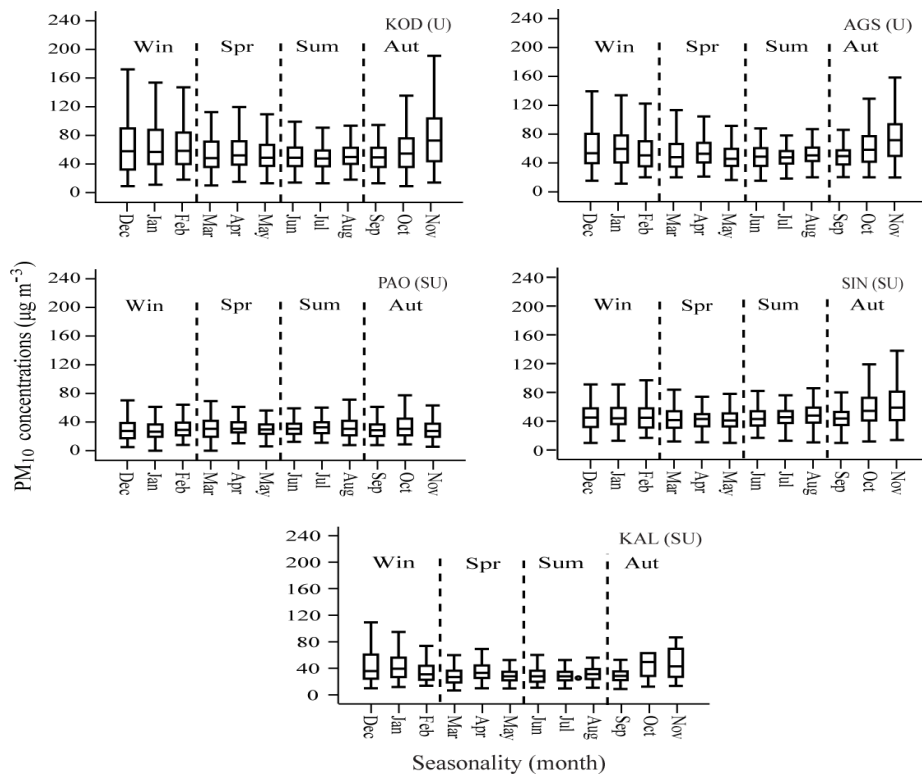 KOD (U)
240
200
160
120
80
40
0
Win Spr Sum Aut
Dec Jan Feb Mar Apr May Jun Jul Aug Sep Oct Nov
AGS (U)
240
200
160
120
80
40
0
Win Spr Sum Aut
Dec Jan Feb Mar Apr May Jun Jul Aug Sep Oct Nov
PM10 concentrations (µg m−3)
PAO (SU)
240
200
160
120
80
40
0
Win Spr Sum Aut
Dec Jan Feb Mar Apr May Jun Jul Aug Sep Oct Nov
SIN (SU)
240
200
160
120
80
40
0
Win Spr Sum Aut
Dec Jan Feb Mar Apr May Jun Jul Aug Sep Oct Nov
KAL (SU)
240
200
160
120
80
40
0
Win Spr Sum Aut
Dec Jan Feb Mar Apr May Jun Jul Aug Sep Oct Nov
Seasonality (month)